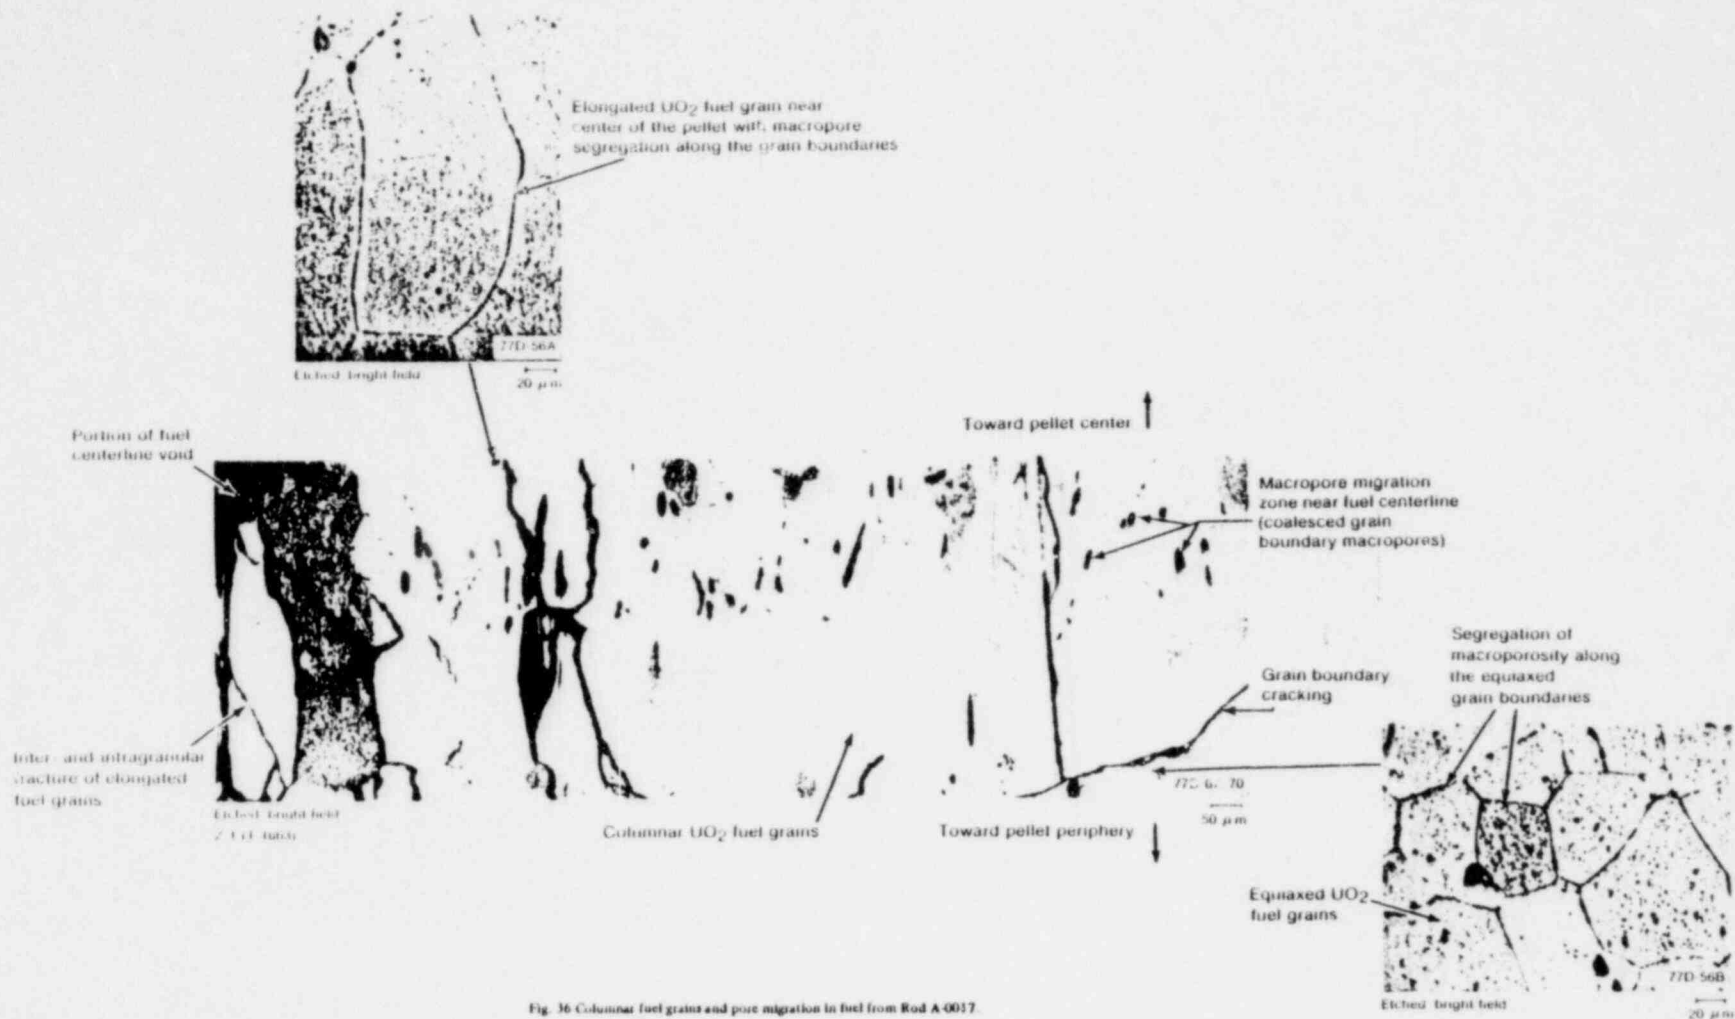 Elongated UO2 fuel grain near
center of the pellet with macropore
segregation along the grain boundaries
77D-56A
Etched bright field
20 μm
Toward pellet center
Portion of fuel
centerline void
Macropore migration
zone near fuel centerline
(coalesced grain
boundary macropores)
Segregation of
macroporosity along
the equiaxed
grain boundaries
Grain boundary
cracking
Inter- and intragranular
fracture of elongated
fuel grains
Etched bright field
50 μm
Columnar UO2 fuel grains
Toward pellet periphery
Equiaxed UO2
fuel grains
77D-56B
Etched bright field
20 μm
Fig. 36 Columnar fuel grains and pore migration in fuel from Rod A-0037.